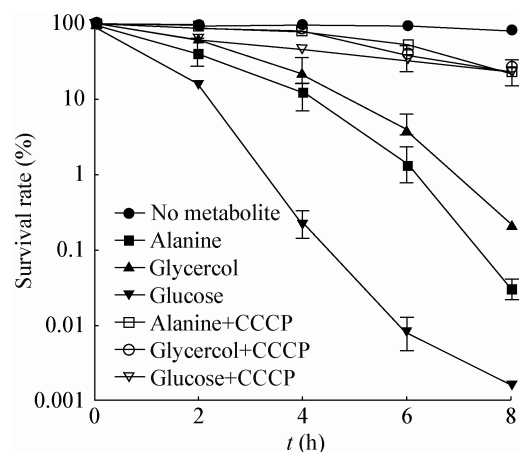 100
10
1
0.1
0.01
0.001
Survival rate (%)
No metabolite
Alanine
Glycercol
Glucose
Alanine+CCCP
Glycercol+CCCP
Glucose+CCCP
0 2 4 6 8
t (h)